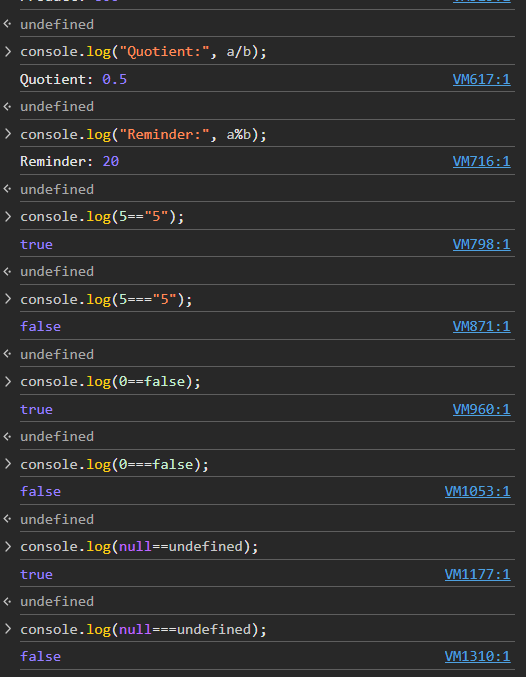 undefined
console.log("Quotient:", a/b);
Quotient: 0.5 VM617:1
undefined
console.log("Reminder:", a%b);
Reminder: 20 VM716:1
undefined
console.log(5=="5");
true VM798:1
undefined
console.log(5==="5");
false VM871:1
undefined
console.log(0==false);
true VM960:1
undefined
console.log(0===false);
false VM1053:1
undefined
console.log(null==undefined);
true VM1177:1
undefined
console.log(null===undefined);
false VM1310:1